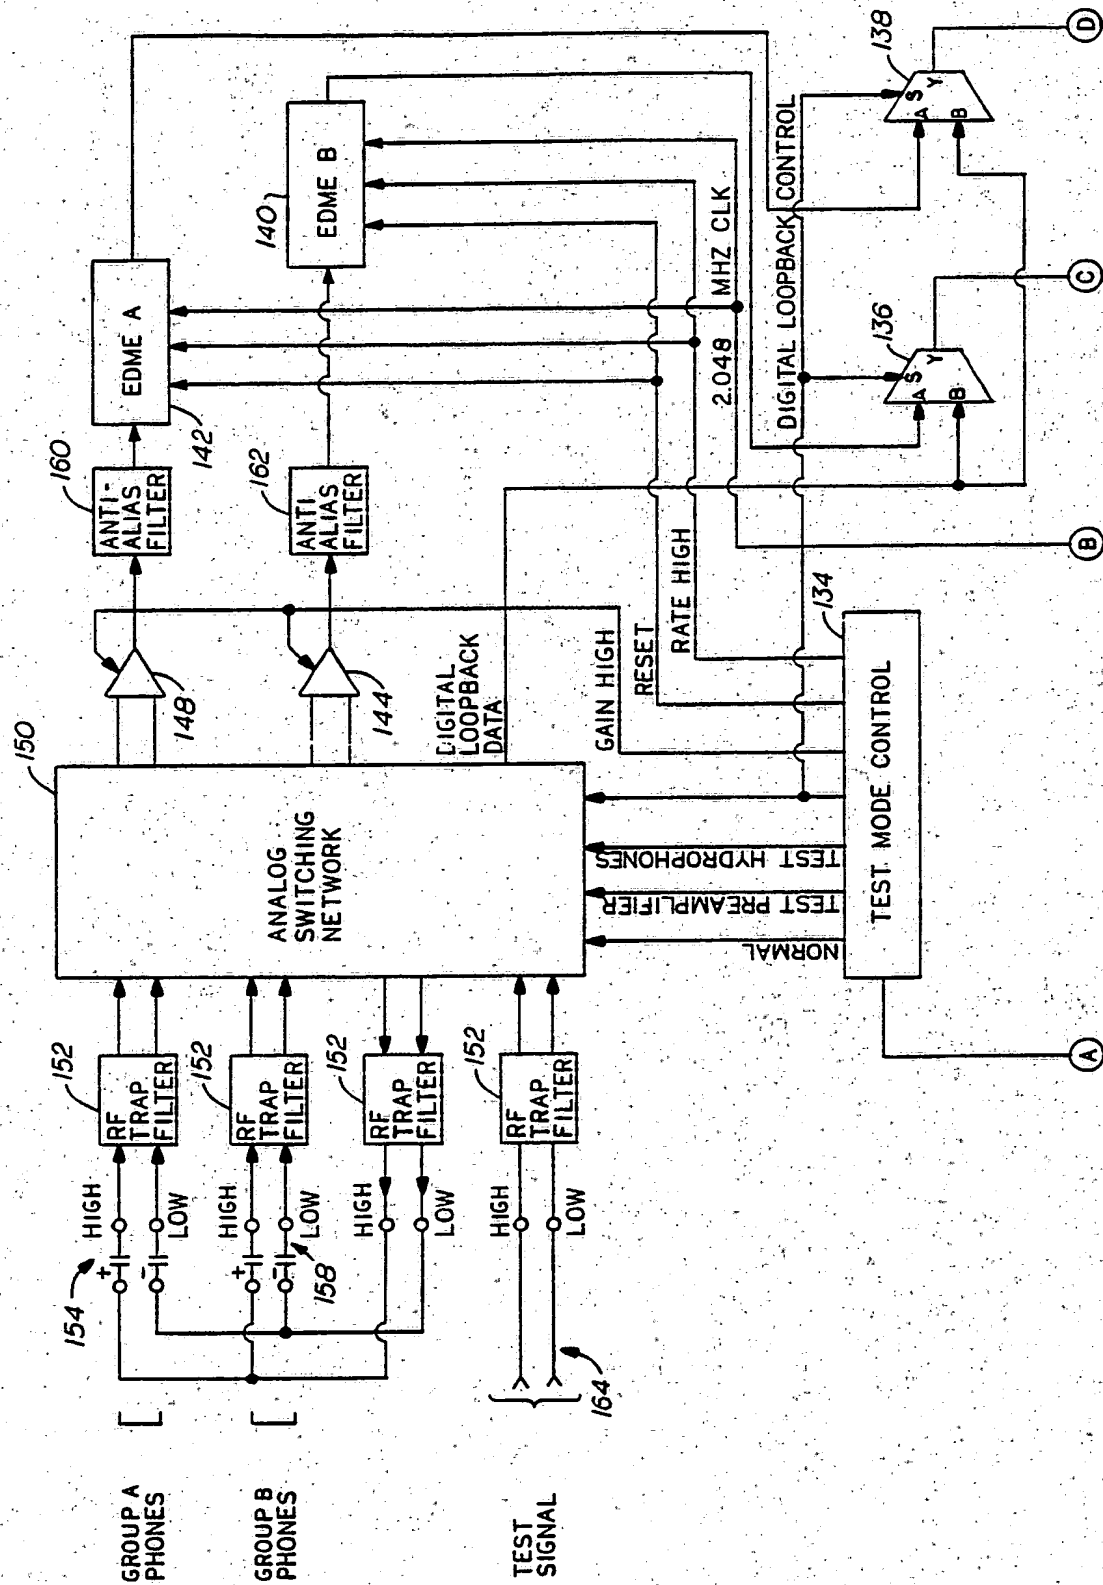 GROUP A
PHONES
GROUP B
PHONES
TEST
SIGNAL
154
+
-
HIGH
LOW
+
-
HIGH
LOW
158
HIGH
LOW
HIGH
LOW
164
152
RF
TRAP
FILTER
152
RF
TRAP
FILTER
152
RF
TRAP
FILTER
152
RF
TRAP
FILTER
150
ANALOG
SWITCHING
NETWORK
NORMAL
TEST PREAMPLIFIER
TEST HYDROPHONES
TEST MODE CONTROL
134
148
144
DIGITAL
LOOPBACK
DATA
GAIN HIGH
RESET
RATE HIGH
160
ANTI-
ALIAS
FILTER
162
ANTI
ALIAS
FILTER
EDME A
142
140
EDME B
2.048 MHZ CLK
DIGITAL LOOPBACK CONTROL
136
A
S
Y
B
138
A
S
Y
B
A
B
C
D